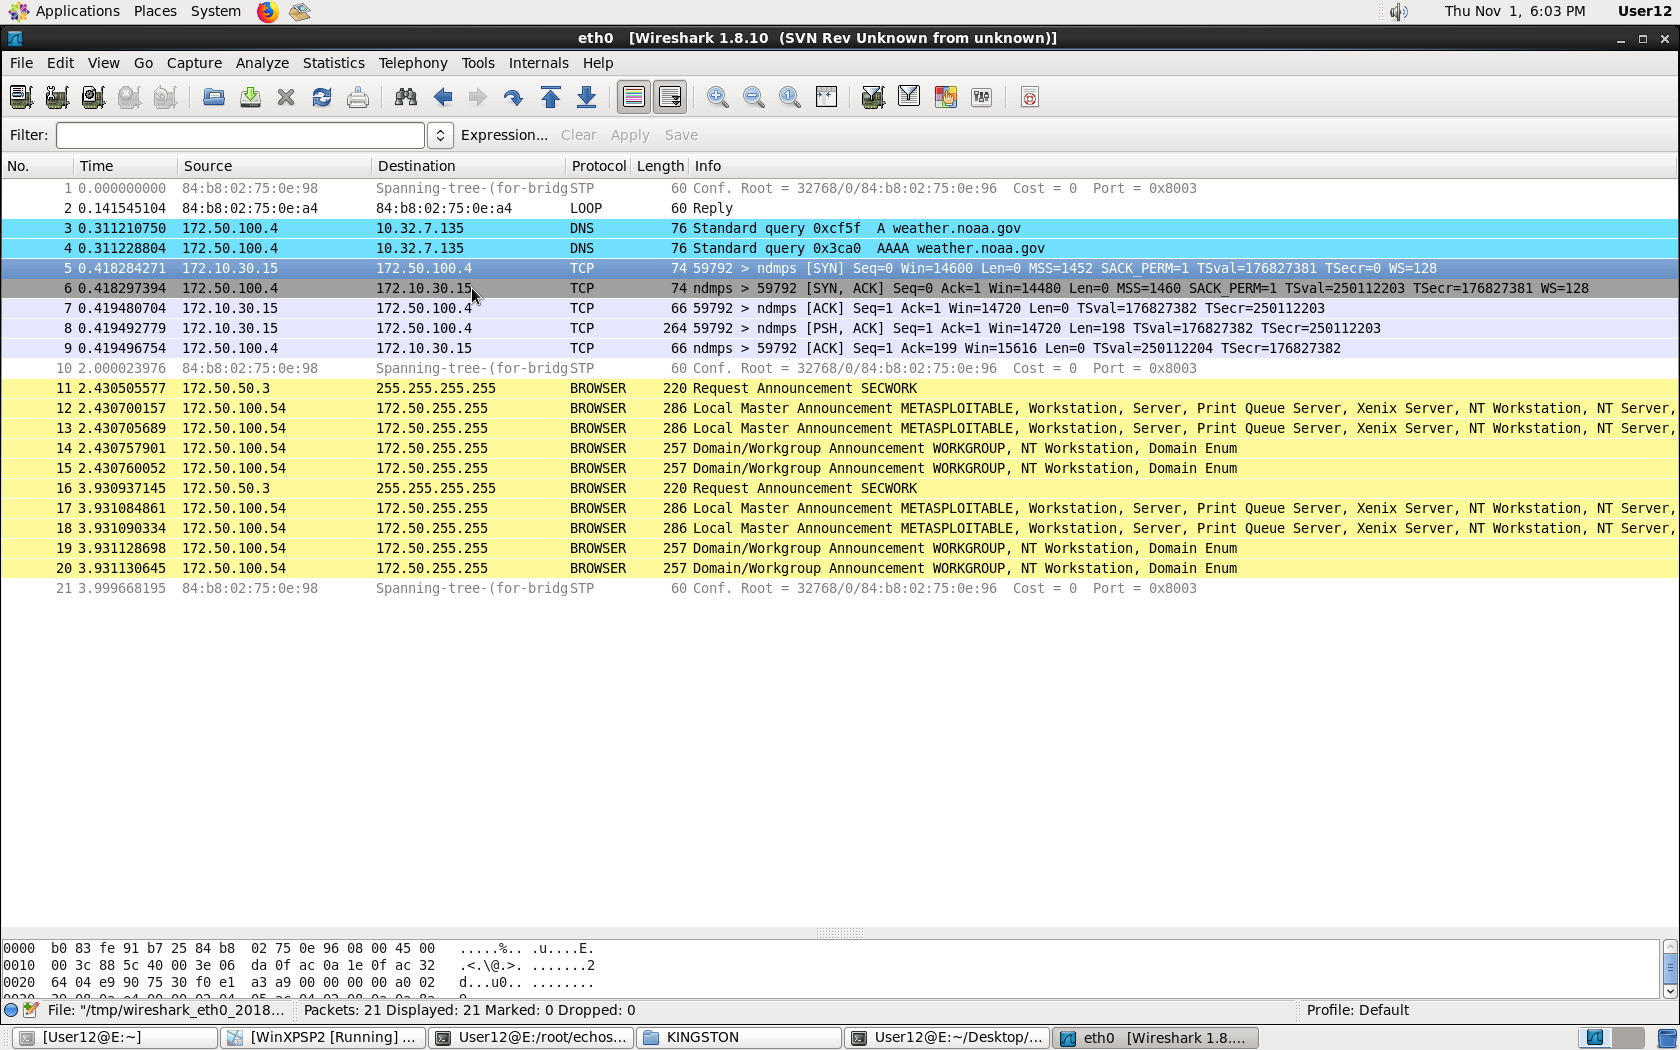 Applications Places System Thu Nov 1, 6:03 PM User12
eth0 [Wireshark 1.8.10 (SVN Rev Unknown from unknown)]
File Edit View Go Capture Analyze Statistics Telephony Tools Internals Help
Filter: Expression... Clear Apply Save
No. Time Source Destination Protocol Length Info
1 0.000000000 84:b8:02:75:0e:98 Spanning-tree-(for-bridg STP 60 Conf. Root = 32768/0/84:b8:02:75:0e:96 Cost = 0 Port = 0x8003
2 0.141545104 84:b8:02:75:0e:a4 84:b8:02:75:0e:a4 LOOP 60 Reply
3 0.311210750 172.50.100.4 10.32.7.135 DNS 76 Standard query 0xcf5f A weather.noaa.gov
4 0.311228804 172.50.100.4 10.32.7.135 DNS 76 Standard query 0x3ca0 AAAA weather.noaa.gov
5 0.418284271 172.10.30.15 172.50.100.4 TCP 74 59792 > ndmps [SYN] Seq=0 Win=14600 Len=0 MSS=1452 SACK_PERM=1 TSval=176827381 TSecr=0 WS=128
6 0.418297394 172.50.100.4 172.10.30.15 TCP 74 ndmps > 59792 [SYN, ACK] Seq=0 Ack=1 Win=14480 Len=0 MSS=1460 SACK_PERM=1 TSval=250112203 TSecr=176827381 WS=128
7 0.419480704 172.10.30.15 172.50.100.4 TCP 66 59792 > ndmps [ACK] Seq=1 Ack=1 Win=14720 Len=0 TSval=176827382 TSecr=250112203
8 0.419492779 172.10.30.15 172.50.100.4 TCP 264 59792 > ndmps [PSH, ACK] Seq=1 Ack=1 Win=14720 Len=198 TSval=176827382 TSecr=250112203
9 0.419496754 172.50.100.4 172.10.30.15 TCP 66 ndmps > 59792 [ACK] Seq=1 Ack=199 Win=15616 Len=0 TSval=250112204 TSecr=176827382
10 2.000023976 84:b8:02:75:0e:98 Spanning-tree-(for-bridg STP 60 Conf. Root = 32768/0/84:b8:02:75:0e:96 Cost = 0 Port = 0x8003
11 2.430505577 172.50.50.3 255.255.255.255 BROWSER 220 Request Announcement SECWORK
12 2.430700157 172.50.100.54 172.50.255.255 BROWSER 286 Local Master Announcement METASPLOITABLE, Workstation, Server, Print Queue Server, Xenix Server, NT Workstation, NT Server,
13 2.430705689 172.50.100.54 172.50.255.255 BROWSER 286 Local Master Announcement METASPLOITABLE, Workstation, Server, Print Queue Server, Xenix Server, NT Workstation, NT Server,
14 2.430757901 172.50.100.54 172.50.255.255 BROWSER 257 Domain/Workgroup Announcement WORKGROUP, NT Workstation, Domain Enum
15 2.430760052 172.50.100.54 172.50.255.255 BROWSER 257 Domain/Workgroup Announcement WORKGROUP, NT Workstation, Domain Enum
16 3.930937145 172.50.50.3 255.255.255.255 BROWSER 220 Request Announcement SECWORK
17 3.931084861 172.50.100.54 172.50.255.255 BROWSER 286 Local Master Announcement METASPLOITABLE, Workstation, Server, Print Queue Server, Xenix Server, NT Workstation, NT Server,
18 3.931090334 172.50.100.54 172.50.255.255 BROWSER 286 Local Master Announcement METASPLOITABLE, Workstation, Server, Print Queue Server, Xenix Server, NT Workstation, NT Server,
19 3.931128698 172.50.100.54 172.50.255.255 BROWSER 257 Domain/Workgroup Announcement WORKGROUP, NT Workstation, Domain Enum
20 3.931130645 172.50.100.54 172.50.255.255 BROWSER 257 Domain/Workgroup Announcement WORKGROUP, NT Workstation, Domain Enum
21 3.999668195 84:b8:02:75:0e:98 Spanning-tree-(for-bridg STP 60 Conf. Root = 32768/0/84:b8:02:75:0e:96 Cost = 0 Port = 0x8003
0000 b0 83 fe 91 b7 25 84 b8 02 75 0e 96 08 00 45 00 .....%.. .u....E.
0010 00 3c 88 5c 40 00 3e 06 da 0f ac 0a 1e 0f ac 32 .<.\@.>. .......2
0020 64 04 e9 90 75 30 f0 e1 a3 a9 00 00 00 00 a0 02 d...u0.. ........
File: "/tmp/wireshark_eth0_2018... Packets: 21 Displayed: 21 Marked: 0 Dropped: 0 Profile: Default
[User12@E:~] [WinXPSP2 [Running] ... User12@E:/root/echos... KINGSTON User12@E:~/Desktop/... eth0 [Wireshark 1.8....